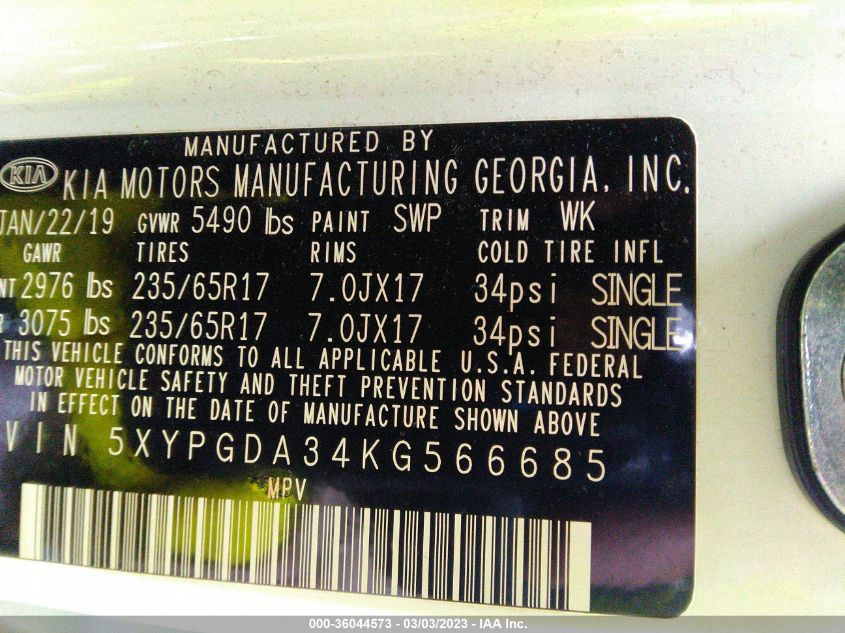 MANUFACTURED BY
KIA KIA MOTORS MANUFACTURING GEORGIA, INC.
JAN/22/19 GVWR 5490 lbs PAINT SWP TRIM WK
GAWR TIRES RIMS COLD TIRE INFL
NT 2976 lbs 235/65R17 7.0JX17 34psi SINGLE
R 3075 lbs 235/65R17 7.0JX17 34psi SINGLE
THIS VEHICLE CONFORMS TO ALL APPLICABLE U.S.A. FEDERAL
MOTOR VEHICLE SAFETY AND THEFT PREVENTION STANDARDS
IN EFFECT ON THE DATE OF MANUFACTURE SHOWN ABOVE
VIN 5XYPGDA34KG566685
MPV
000-36044573 — 03/03/2023 — IAA Inc.